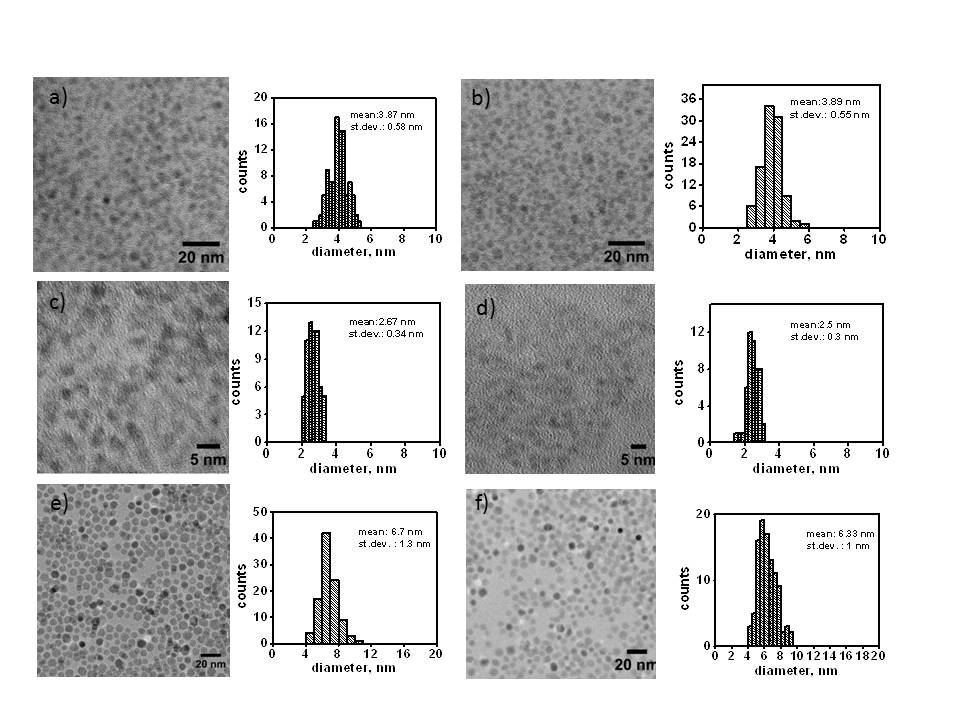 a)
20 nm
20
16
12
8
4
0
counts
mean:3.87 nm
st.dev.: 0.58 nm
0 2 4 6 8 10
diameter, nm
b)
20 nm
36
30
24
18
12
6
0
counts
mean:3.89 nm
st.dev.: 0.55 nm
0 2 4 6 8 10
diameter, nm
c)
5 nm
15
12
9
6
3
0
counts
mean:2.67 nm
st.dev.: 0.34 nm
0 2 4 6 8 10
diameter, nm
d)
5 nm
12
8
4
0
counts
mean:2.5 nm
st.dev.: 0.3 nm
0 2 4 6 8 10
diameter, nm
e)
20 nm
50
40
30
20
10
0
counts
mean: 6.7 nm
st.dev. : 1.3 nm
0 4 8 12 16 20
diameter, nm
f)
20 nm
20
10
0
counts
mean: 6.33 nm
st.dev. : 1 nm
0 2 4 6 8 10 12 14 16 18 20
diameter, nm